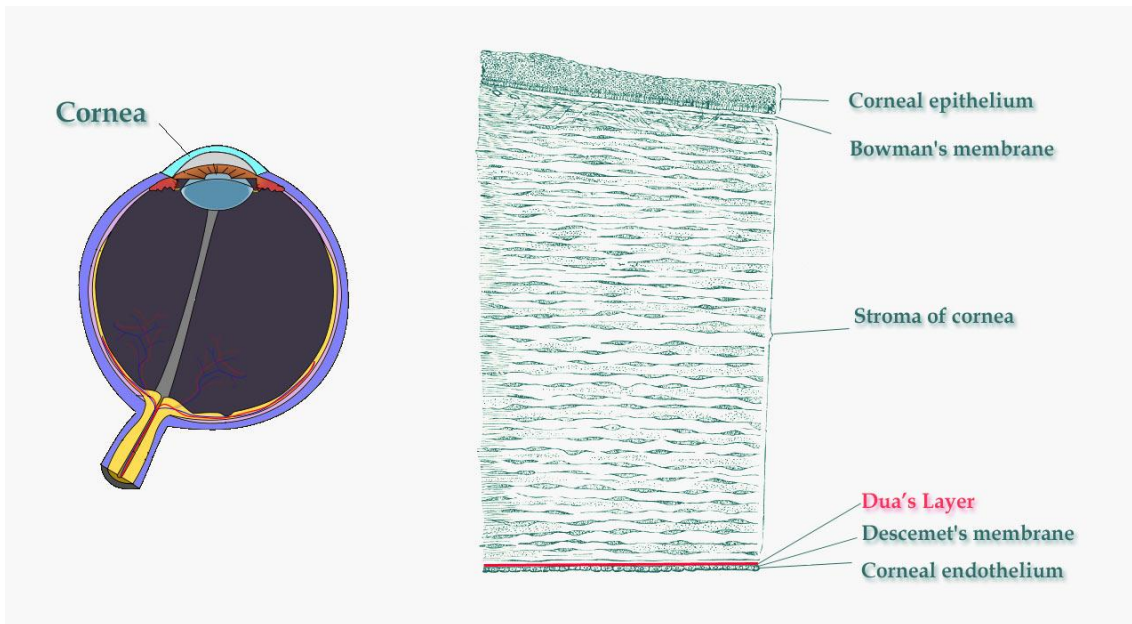 Cornea
Corneal epithelium
Bowman's membrane
Stroma of cornea
Dua’s Layer
Descemet's membrane
Corneal endothelium